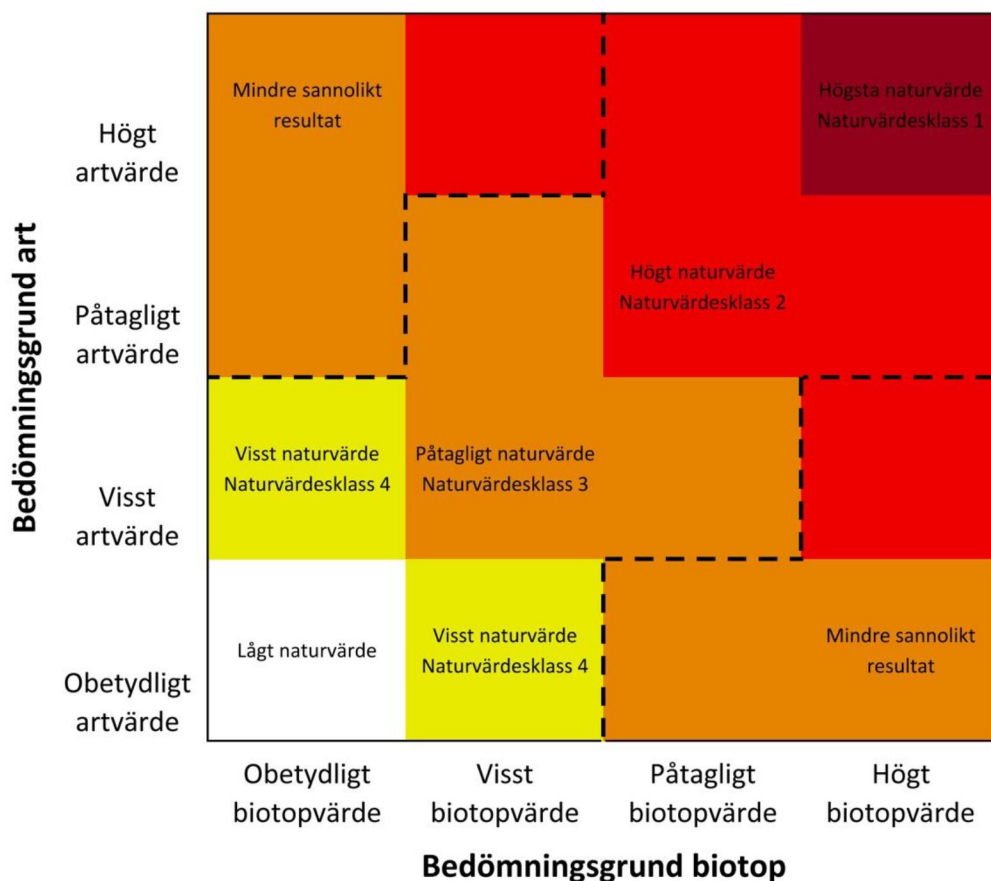 Bedömningsgrund art
Högt
artvärde
Mindre sannolikt
resultat
Högsta naturvärde
Naturvärdesklass 1
Påtagligt
artvärde
Högt naturvärde
Naturvärdesklass 2
Visst
artvärde
Visst naturvärde
Naturvärdesklass 4
Påtagligt naturvärde
Naturvärdesklass 3
Obetydligt
artvärde
Lågt naturvärde
Visst naturvärde
Naturvärdesklass 4
Mindre sannolikt
resultat
Obetydligt
biotopvärde
Visst
biotopvärde
Påtagligt
biotopvärde
Högt
biotopvärde
Bedömningsgrund biotop